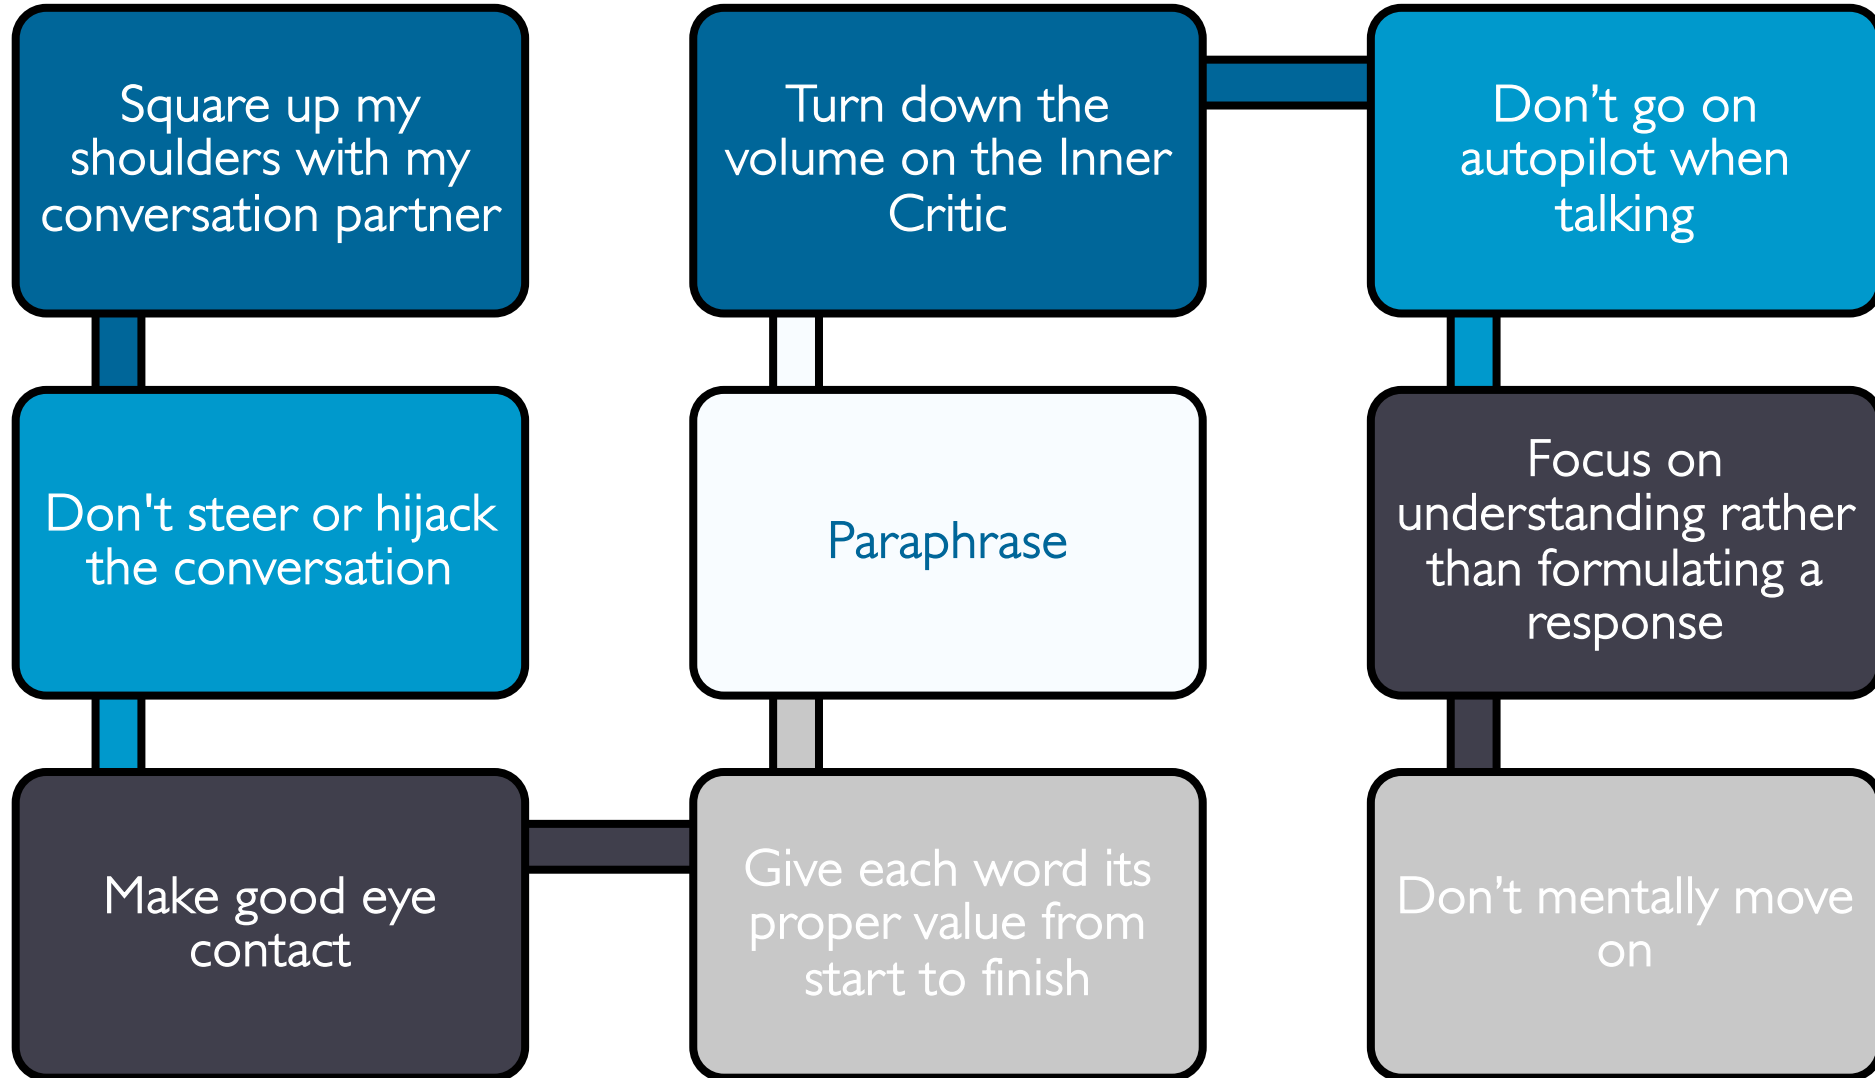 Square up my
shoulders with my
conversation partner
Don't steer or hijack
the conversation
Make good eye
contact
Give each word its
proper value from
start to finish
Paraphrase
Turn down the
volume on the Inner
Critic
Don’t go on
autopilot when
talking
Focus on
understanding rather
than formulating a
response
Don’t mentally move
on